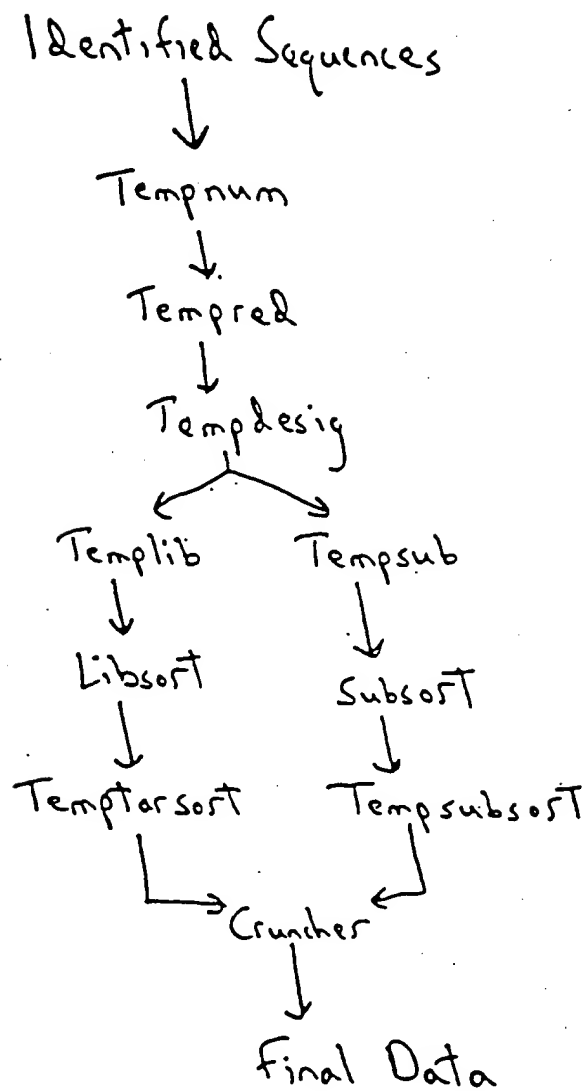 Identified Sequences
Tempnum
Tempred
Tempdesig
Templib Tempsub
Libsort Subsort
Temptarsort Tempsubsort
Cruncher
Final Data